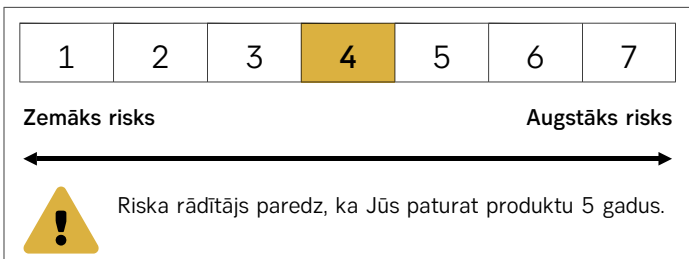 1 2 3 4 5 6 7
Zemāks risks Augstāks risks
Riska rādītājs paredz, ka Jūs paturat produktu 5 gadus.